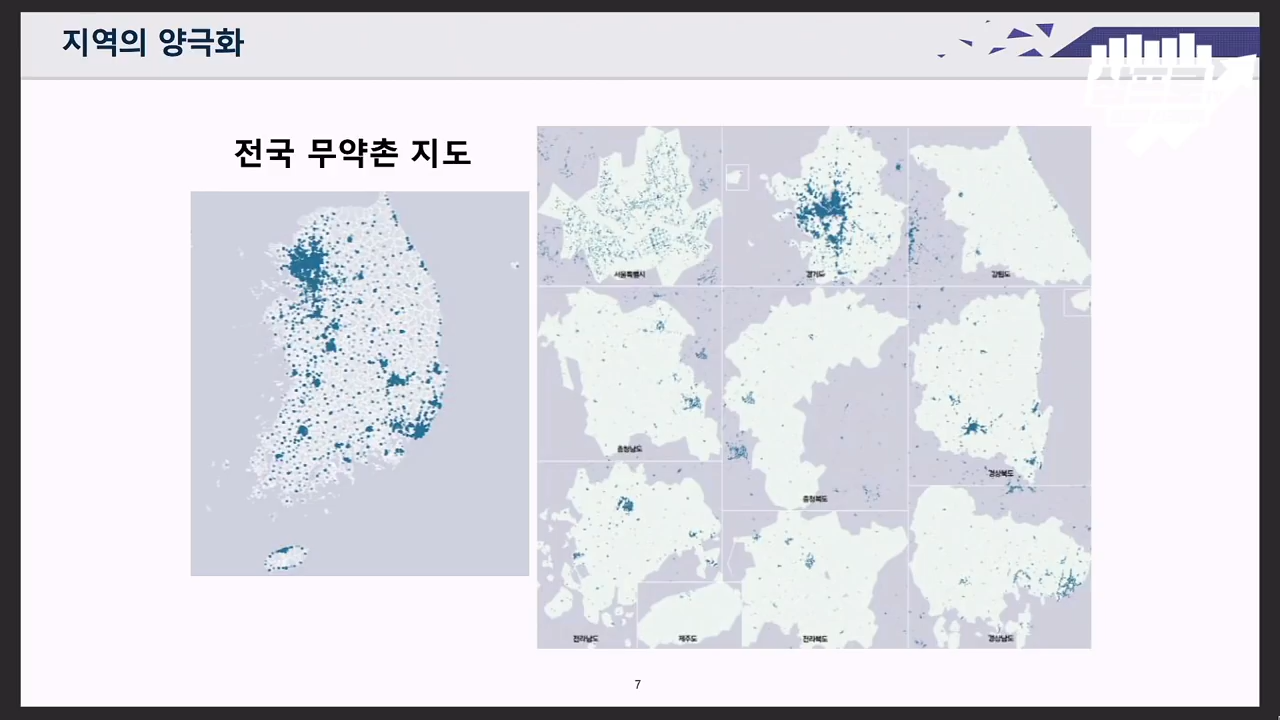 지역의 양극화
전국 무약촌 지도
서울특별시
경기도
강원도
충청남도
충청북도
경상북도
전라남도
제주도
전라북도
경상남도
7